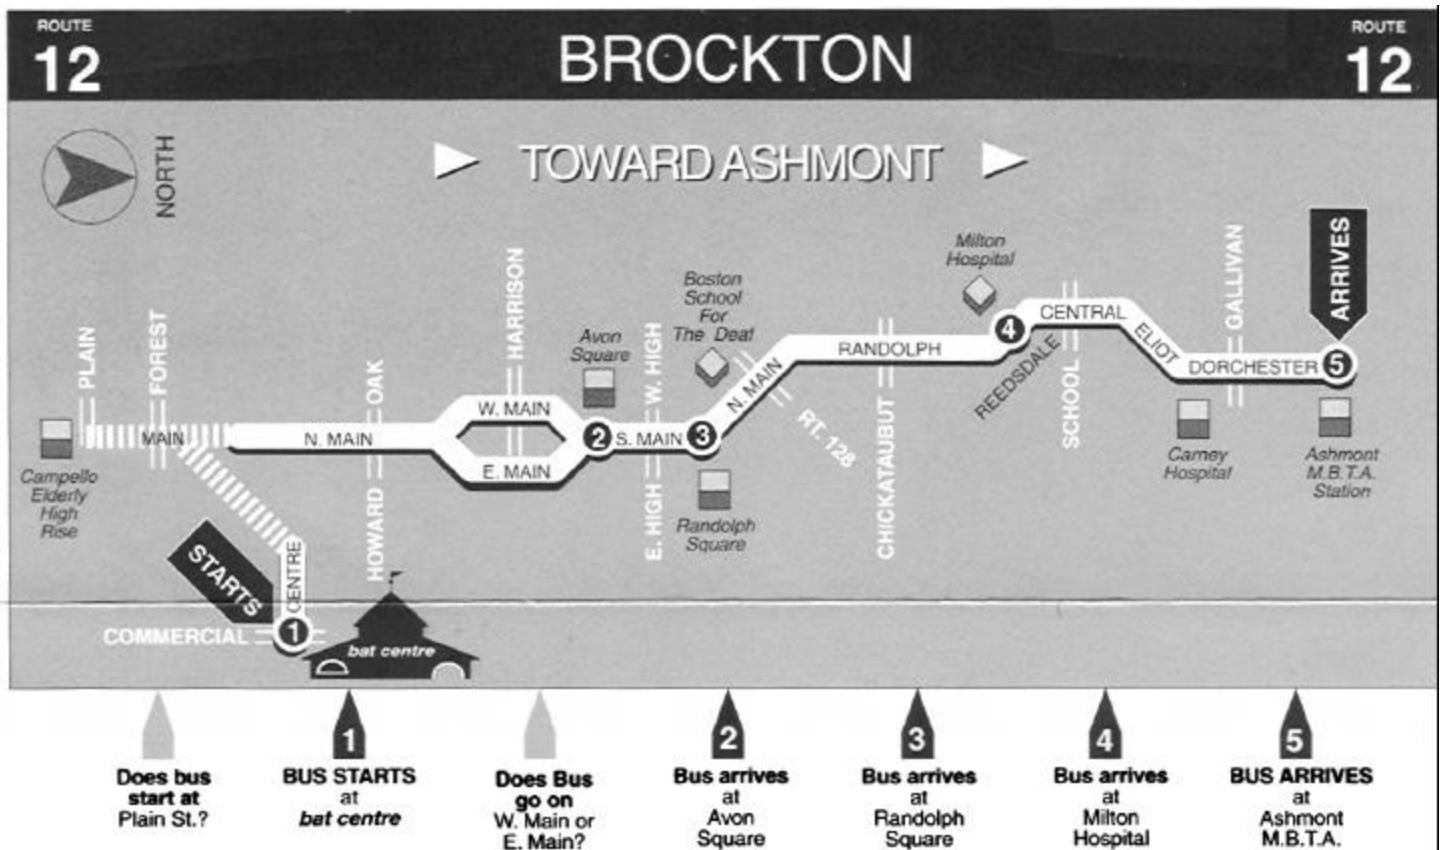 ROUTE
12
BROCKTON
ROUTE
12
NORTH
TOWARD ASHMONT
PLAIN
FOREST
MAIN
Campello
Elderly
High
Rise
STARTS
CENTRE
COMMERCIAL
1
bat centre
N. MAIN
OAK
HOWARD
HARRISON
W. MAIN
E. MAIN
Avon
Square
2
S. MAIN
W. HIGH
E. HIGH
3
Boston
School
For
The Deaf
Randolph
Square
N. MAIN
RT. 128
RANDOLPH
CHICKATAUBUT
Milton
Hospital
4
REEDSDALE
CENTRAL
SCHOOL
ELIOT
DORCHESTER
GALLIVAN
Carney
Hospital
ARRIVES
5
Ashmont
M.B.T.A.
Station
Does bus
start at
Plain St.?
1
BUS STARTS
at
bat centre
Does Bus
go on
W. Main or
E. Main?
2
Bus arrives
at
Avon
Square
3
Bus arrives
at
Randolph
Square
4
Bus arrives
at
Milton
Hospital
5
BUS ARRIVES
at
Ashmont
M.B.T.A.